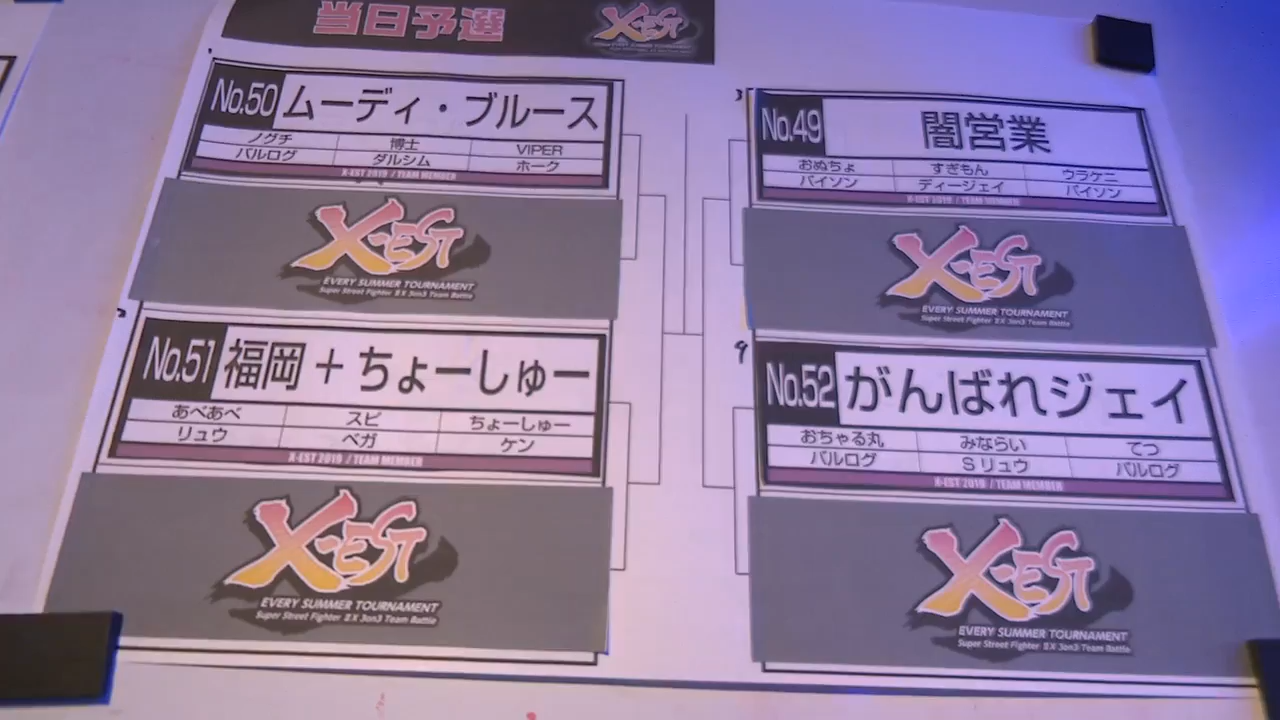 当日予選
X-EST
No.50 ムーディ・ブルース
ノグチ 博士 VIPER
バルログ ダルシム ホーク
X-EST 2019 / TEAM MEMBER
X-EST
EVERY SUMMER TOURNAMENT
Super Street Fighter II X 3on3 Team Battle
No.51 福岡+ちょーしゅー
あべあべ スピ ちょーしゅー
リュウ ベガ ケン
X-EST 2019 / TEAM MEMBER
X-EST
EVERY SUMMER TOURNAMENT
Super Street Fighter II X 3on3 Team Battle
No.49 闇営業
おぬちょ すぎもん ウラケニ
バイソン ディージェイ バイソン
X-EST 2019 / TEAM MEMBER
X-EST
EVERY SUMMER TOURNAMENT
Super Street Fighter II X 3on3 Team Battle
9
No.52 がんばれジェイ
おちゃる丸 みならい てつ
バルログ Sリュウ バルログ
X-EST 2019 / TEAM MEMBER
X-EST
EVERY SUMMER TOURNAMENT
Super Street Fighter II X 3on3 Team Battle